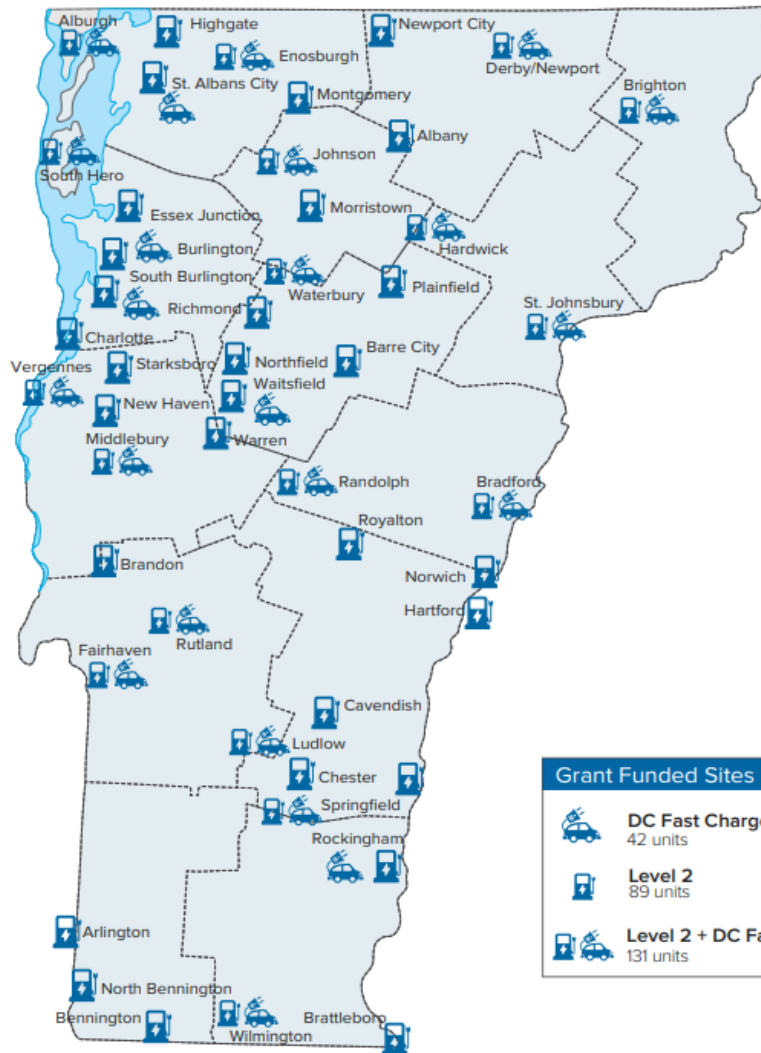 Alburgh
Highgate
Newport City
Enosburgh
Derby/Newport
St. Albans City
Brighton
Montgomery
Albany
Johnson
South Hero
Essex Junction
Morristown
Hardwick
Burlington
South Burlington
Waterbury
Plainfield
Richmond
St. Johnsbury
Charlotte
Barre City
Vergennes
Starksboro
Northfield
Waitsfield
New Haven
Middlebury
Warren
Randolph
Bradford
Royalton
Brandon
Norwich
Hartford
Rutland
Fairhaven
Cavendish
Ludlow
Chester
Springfield
Rockingham
Arlington
North Bennington
Bennington
Wilmington
Brattleboro
Grant Funded Sites
DC Fast Charge
42 units
Level 2
89 units
Level 2 + DC Fa
131 units